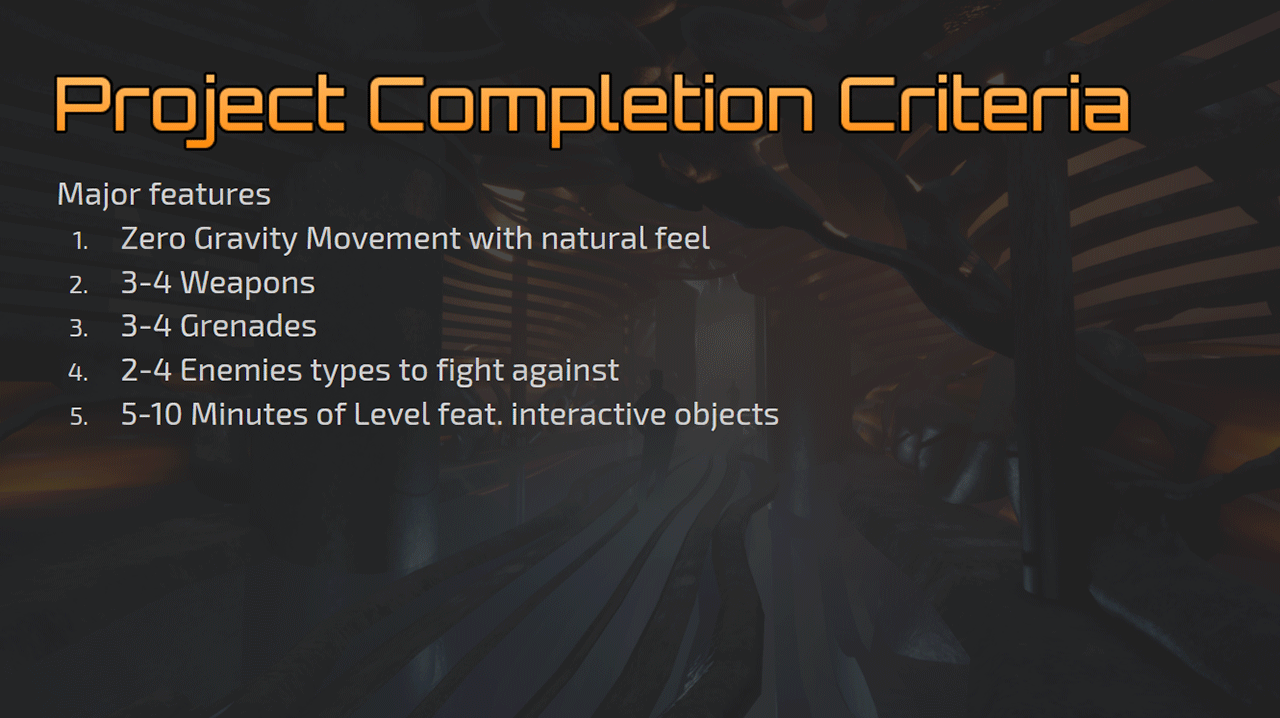 Project Completion Criteria
Major features
1. Zero Gravity Movement with natural feel
2. 3-4 Weapons
3. 3-4 Grenades
4. 2-4 Enemies types to fight against
5. 5-10 Minutes of Level feat. interactive objects